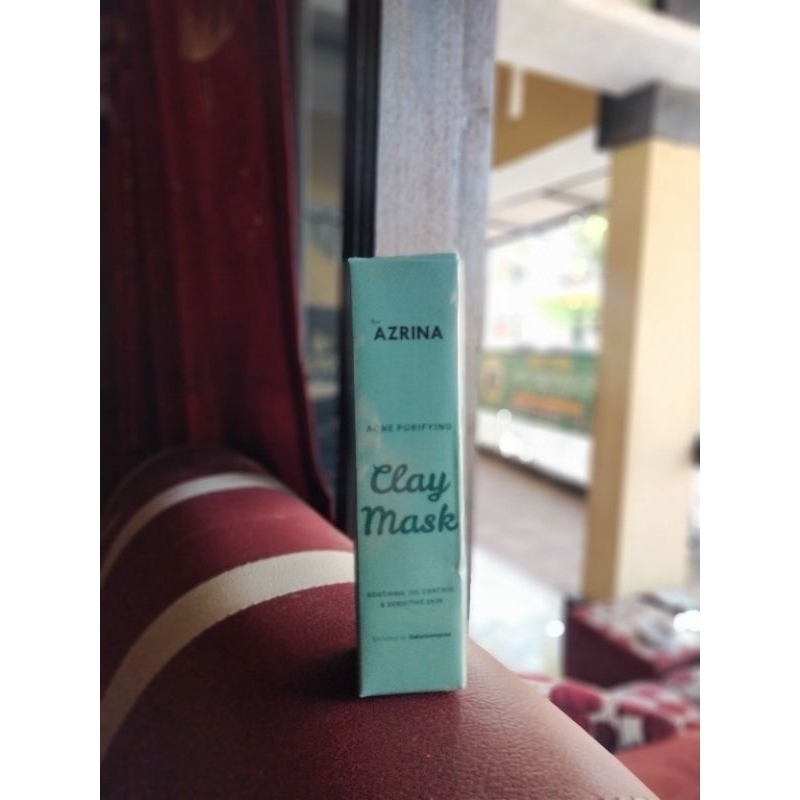 AZRINA
ACNE PURIFYING
Clay
Mask
SOOTHING, OIL CONTROL
& SENSITIVE SKIN